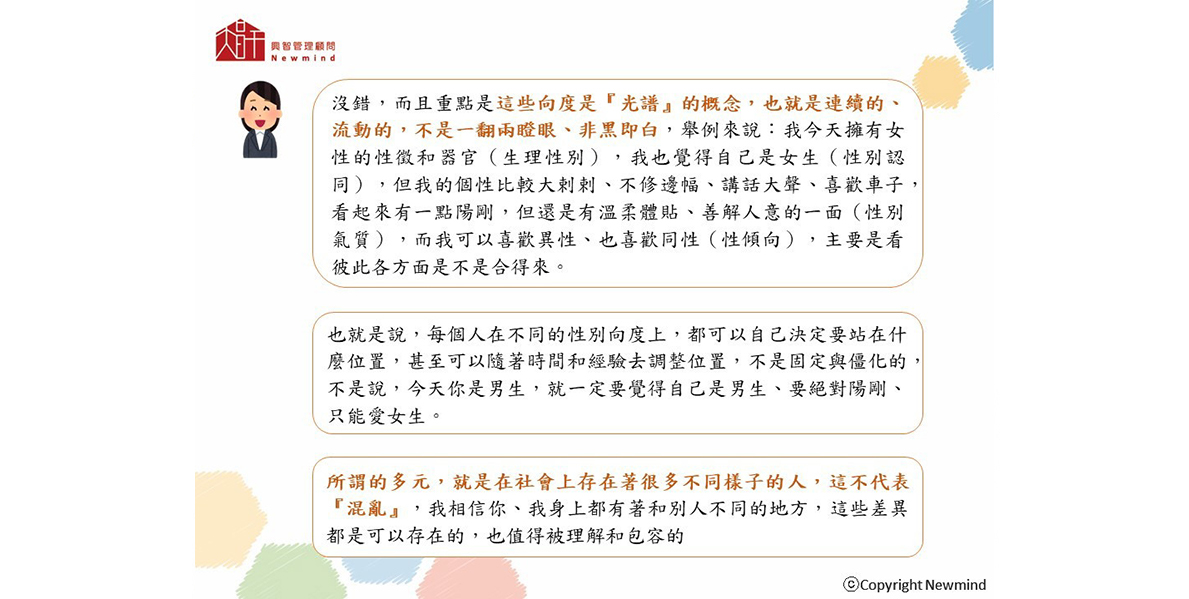 興智管理顧問
Newmind
沒錯，而且重點是這些向度是『光譜』的概念，也就是連續的、
流動的，不是一翻兩瞪眼、非黑即白，舉例來說：我今天擁有女
性的性徵和器官（生理性別），我也覺得自己是女生（性別認
同），但我的個性比較大剌剌、不修邊幅、講話大聲、喜歡車子，
看起來有一點陽剛，但還是有溫柔體貼、善解人意的一面（性別
氣質），而我可以喜歡異性、也喜歡同性（性傾向），主要是看
彼此各方面是不是合得來。
也就是說，每個人在不同的性別向度上，都可以自己決定要站在什
麼位置，甚至可以隨著時間和經驗去調整位置，不是固定與僵化的，
不是說，今天你是男生，就一定要覺得自己是男生、要絕對陽剛、
只能愛女生。
所謂的多元，就是在社會上存在著很多不同樣子的人，這不代表
『混亂』，我相信你、我身上都有著和別人不同的地方，這些差異
都是可以存在的，也值得被理解和包容的
ⓒCopyright Newmind